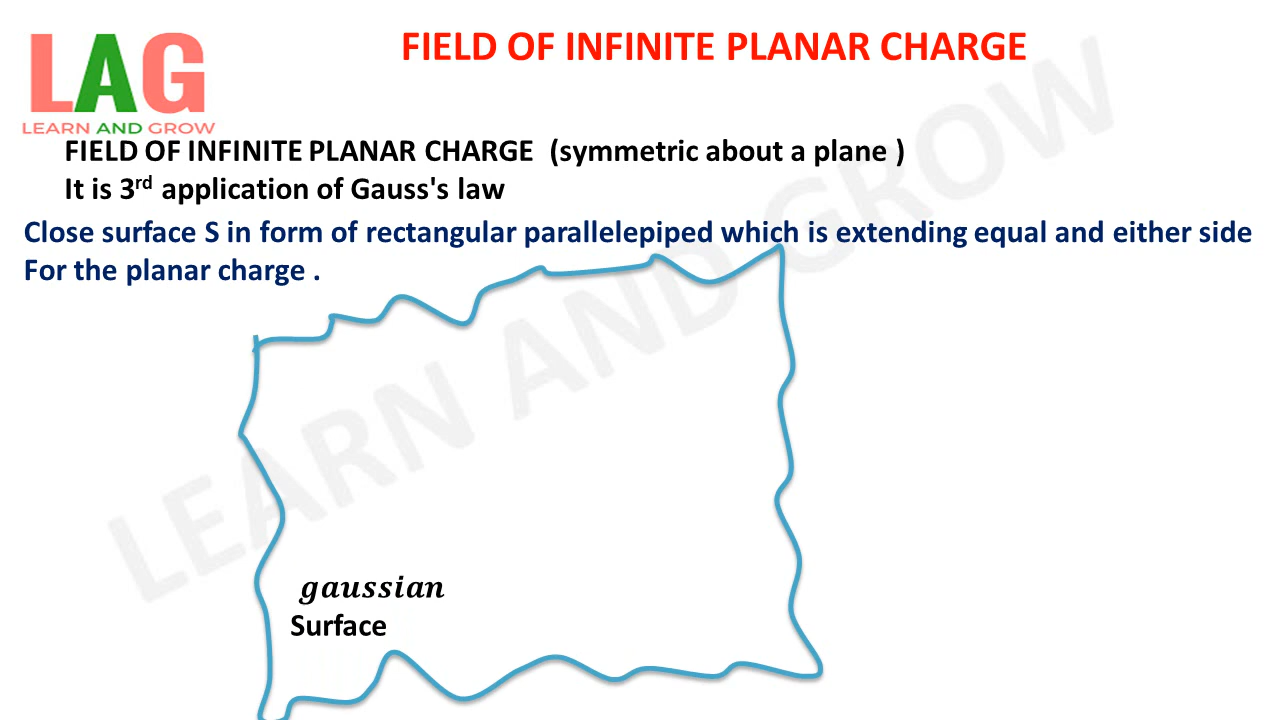 LAG
LEARN AND GROW
FIELD OF INFINITE PLANAR CHARGE
FIELD OF INFINITE PLANAR CHARGE (symmetric about a plane )
It is 3rd application of Gauss's law
Close surface S in form of rectangular parallelepiped which is extending equal and either side
For the planar charge .
LEARN AND GROW
gaussian
Surface